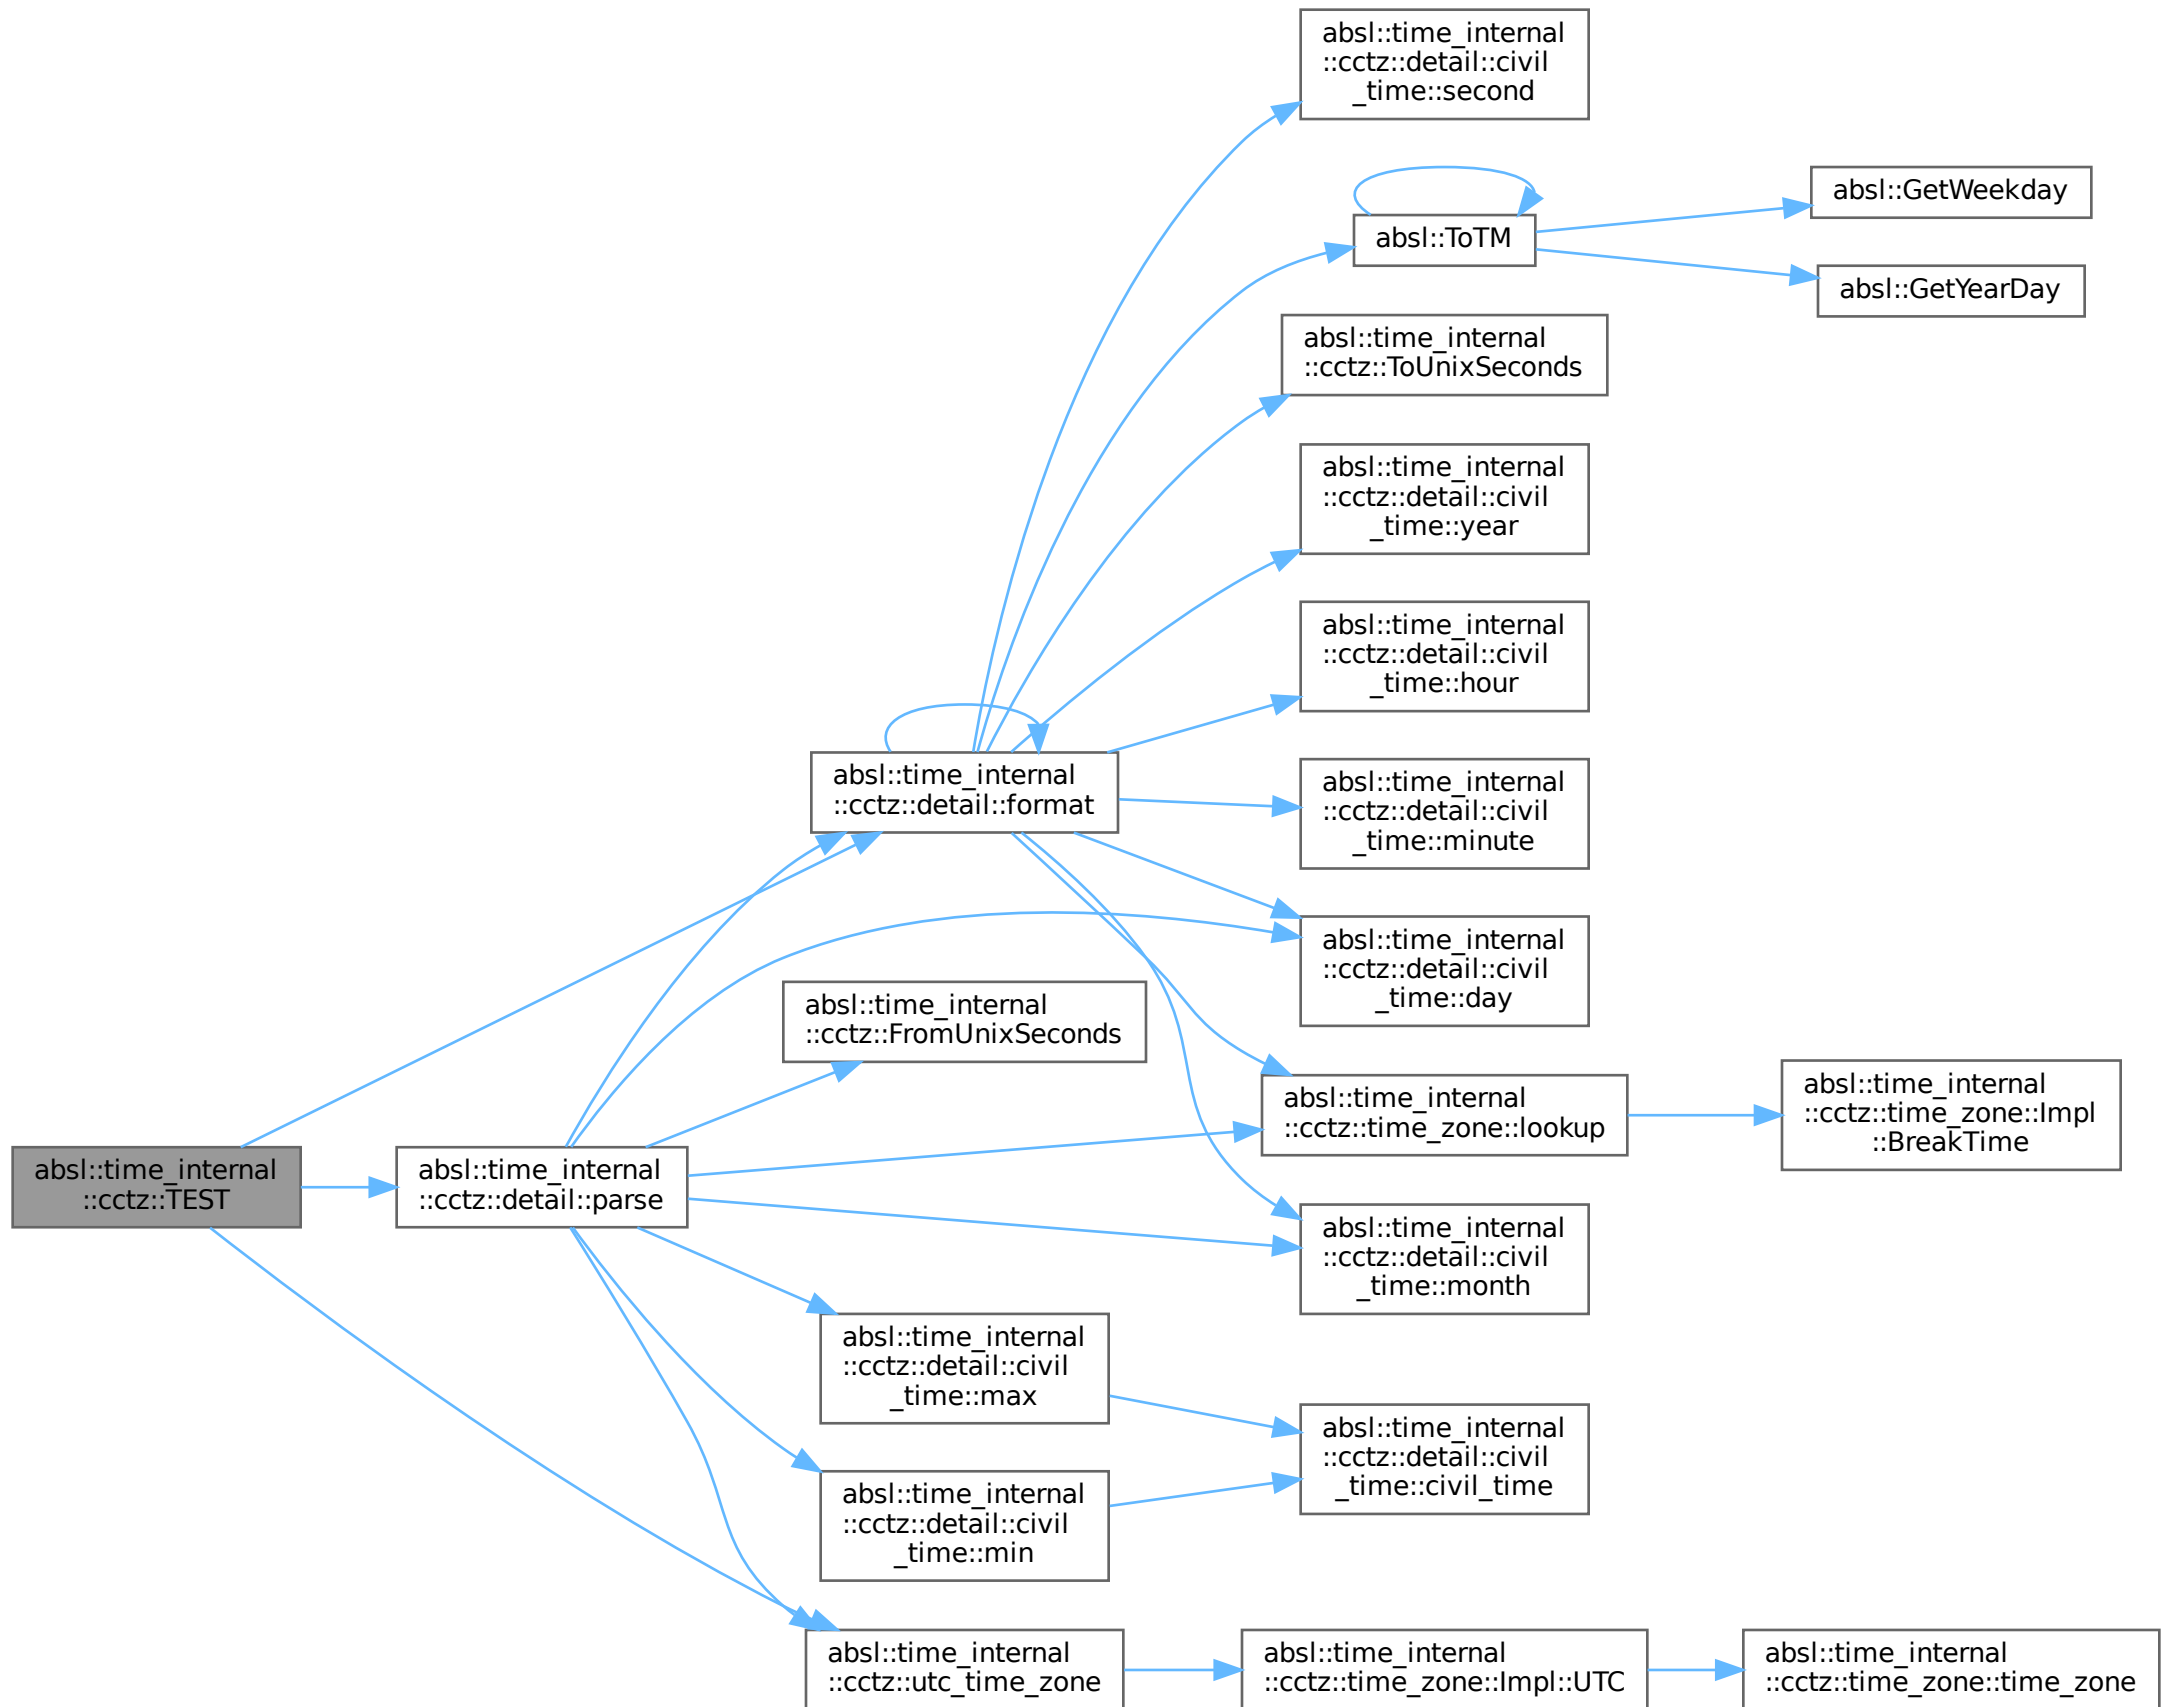 absl::time_internal
::cctz::detail::civil
_time::second
absl::GetWeekday
absl::ToTM
absl::GetYearDay
absl::time_internal
::cctz::ToUnixSeconds
absl::time_internal
::cctz::detail::civil
_time::year
absl::time_internal
::cctz::detail::civil
_time::hour
absl::time_internal
::cctz::detail::format
absl::time_internal
::cctz::detail::civil
_time::minute
absl::time_internal
::cctz::detail::civil
_time::day
absl::time_internal
::cctz::FromUnixSeconds
absl::time_internal
::cctz::time_zone::lookup
absl::time_internal
::cctz::time_zone::Impl
::BreakTime
absl::time_internal
::cctz::TEST
absl::time_internal
::cctz::detail::parse
absl::time_internal
::cctz::detail::civil
_time::month
absl::time_internal
::cctz::detail::civil
_time::max
absl::time_internal
::cctz::detail::civil
_time::civil_time
absl::time_internal
::cctz::detail::civil
_time::min
absl::time_internal
::cctz::utc_time_zone
absl::time_internal
::cctz::time_zone::Impl::UTC
absl::time_internal
::cctz::time_zone::time_zone